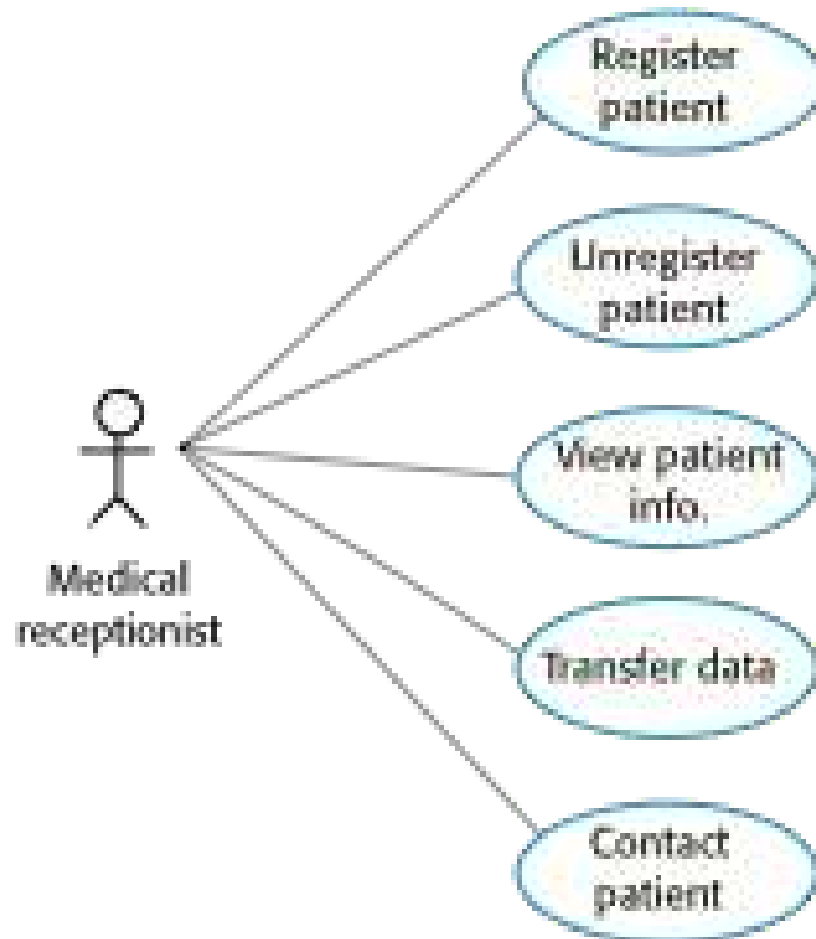 Register
patient
Unregister
patient
View patient
info.
Medical
receptionist
Transfer data
Contact
patient